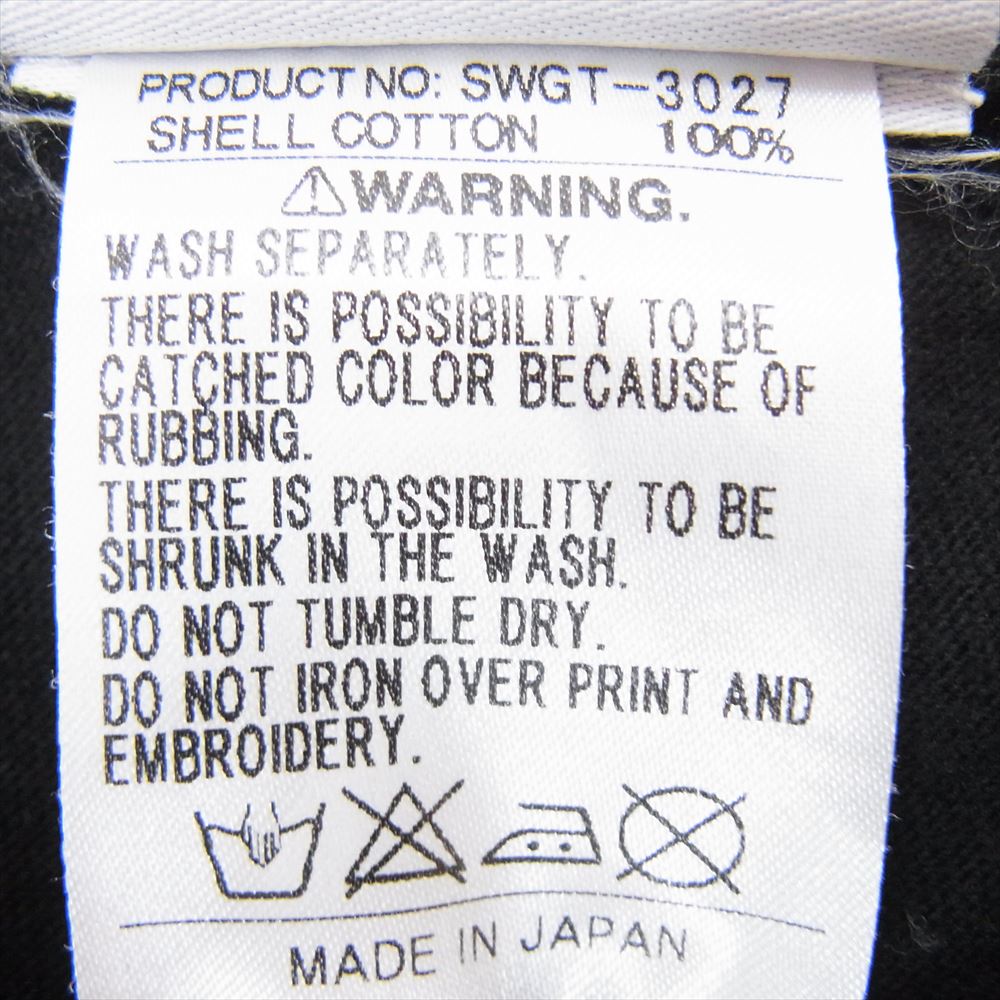 PRODUCT NO: SWGT-3027
SHELL COTTON 100%
WARNING.
WASH SEPARATELY.
THERE IS POSSIBILITY TO BE
CATCHED COLOR BECAUSE OF
RUBBING.
THERE IS POSSIBILITY TO BE
SHRUNK IN THE WASH.
DO NOT TUMBLE DRY.
DO NOT IRON OVER PRINT AND
EMBROIDERY.
MADE IN JAPAN